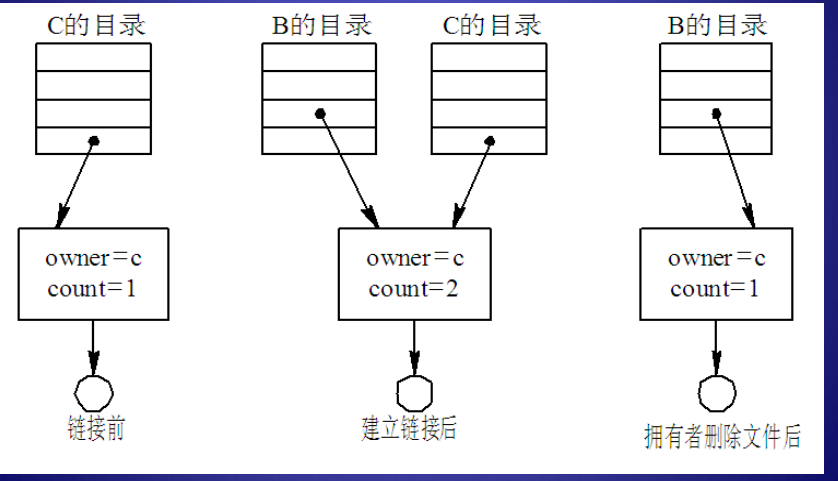 C的目录
B的目录
C的目录
B的目录
owner=c
count=1
owner=c
count=2
owner=c
count=1
链接前
建立链接后
拥有者删除文件后